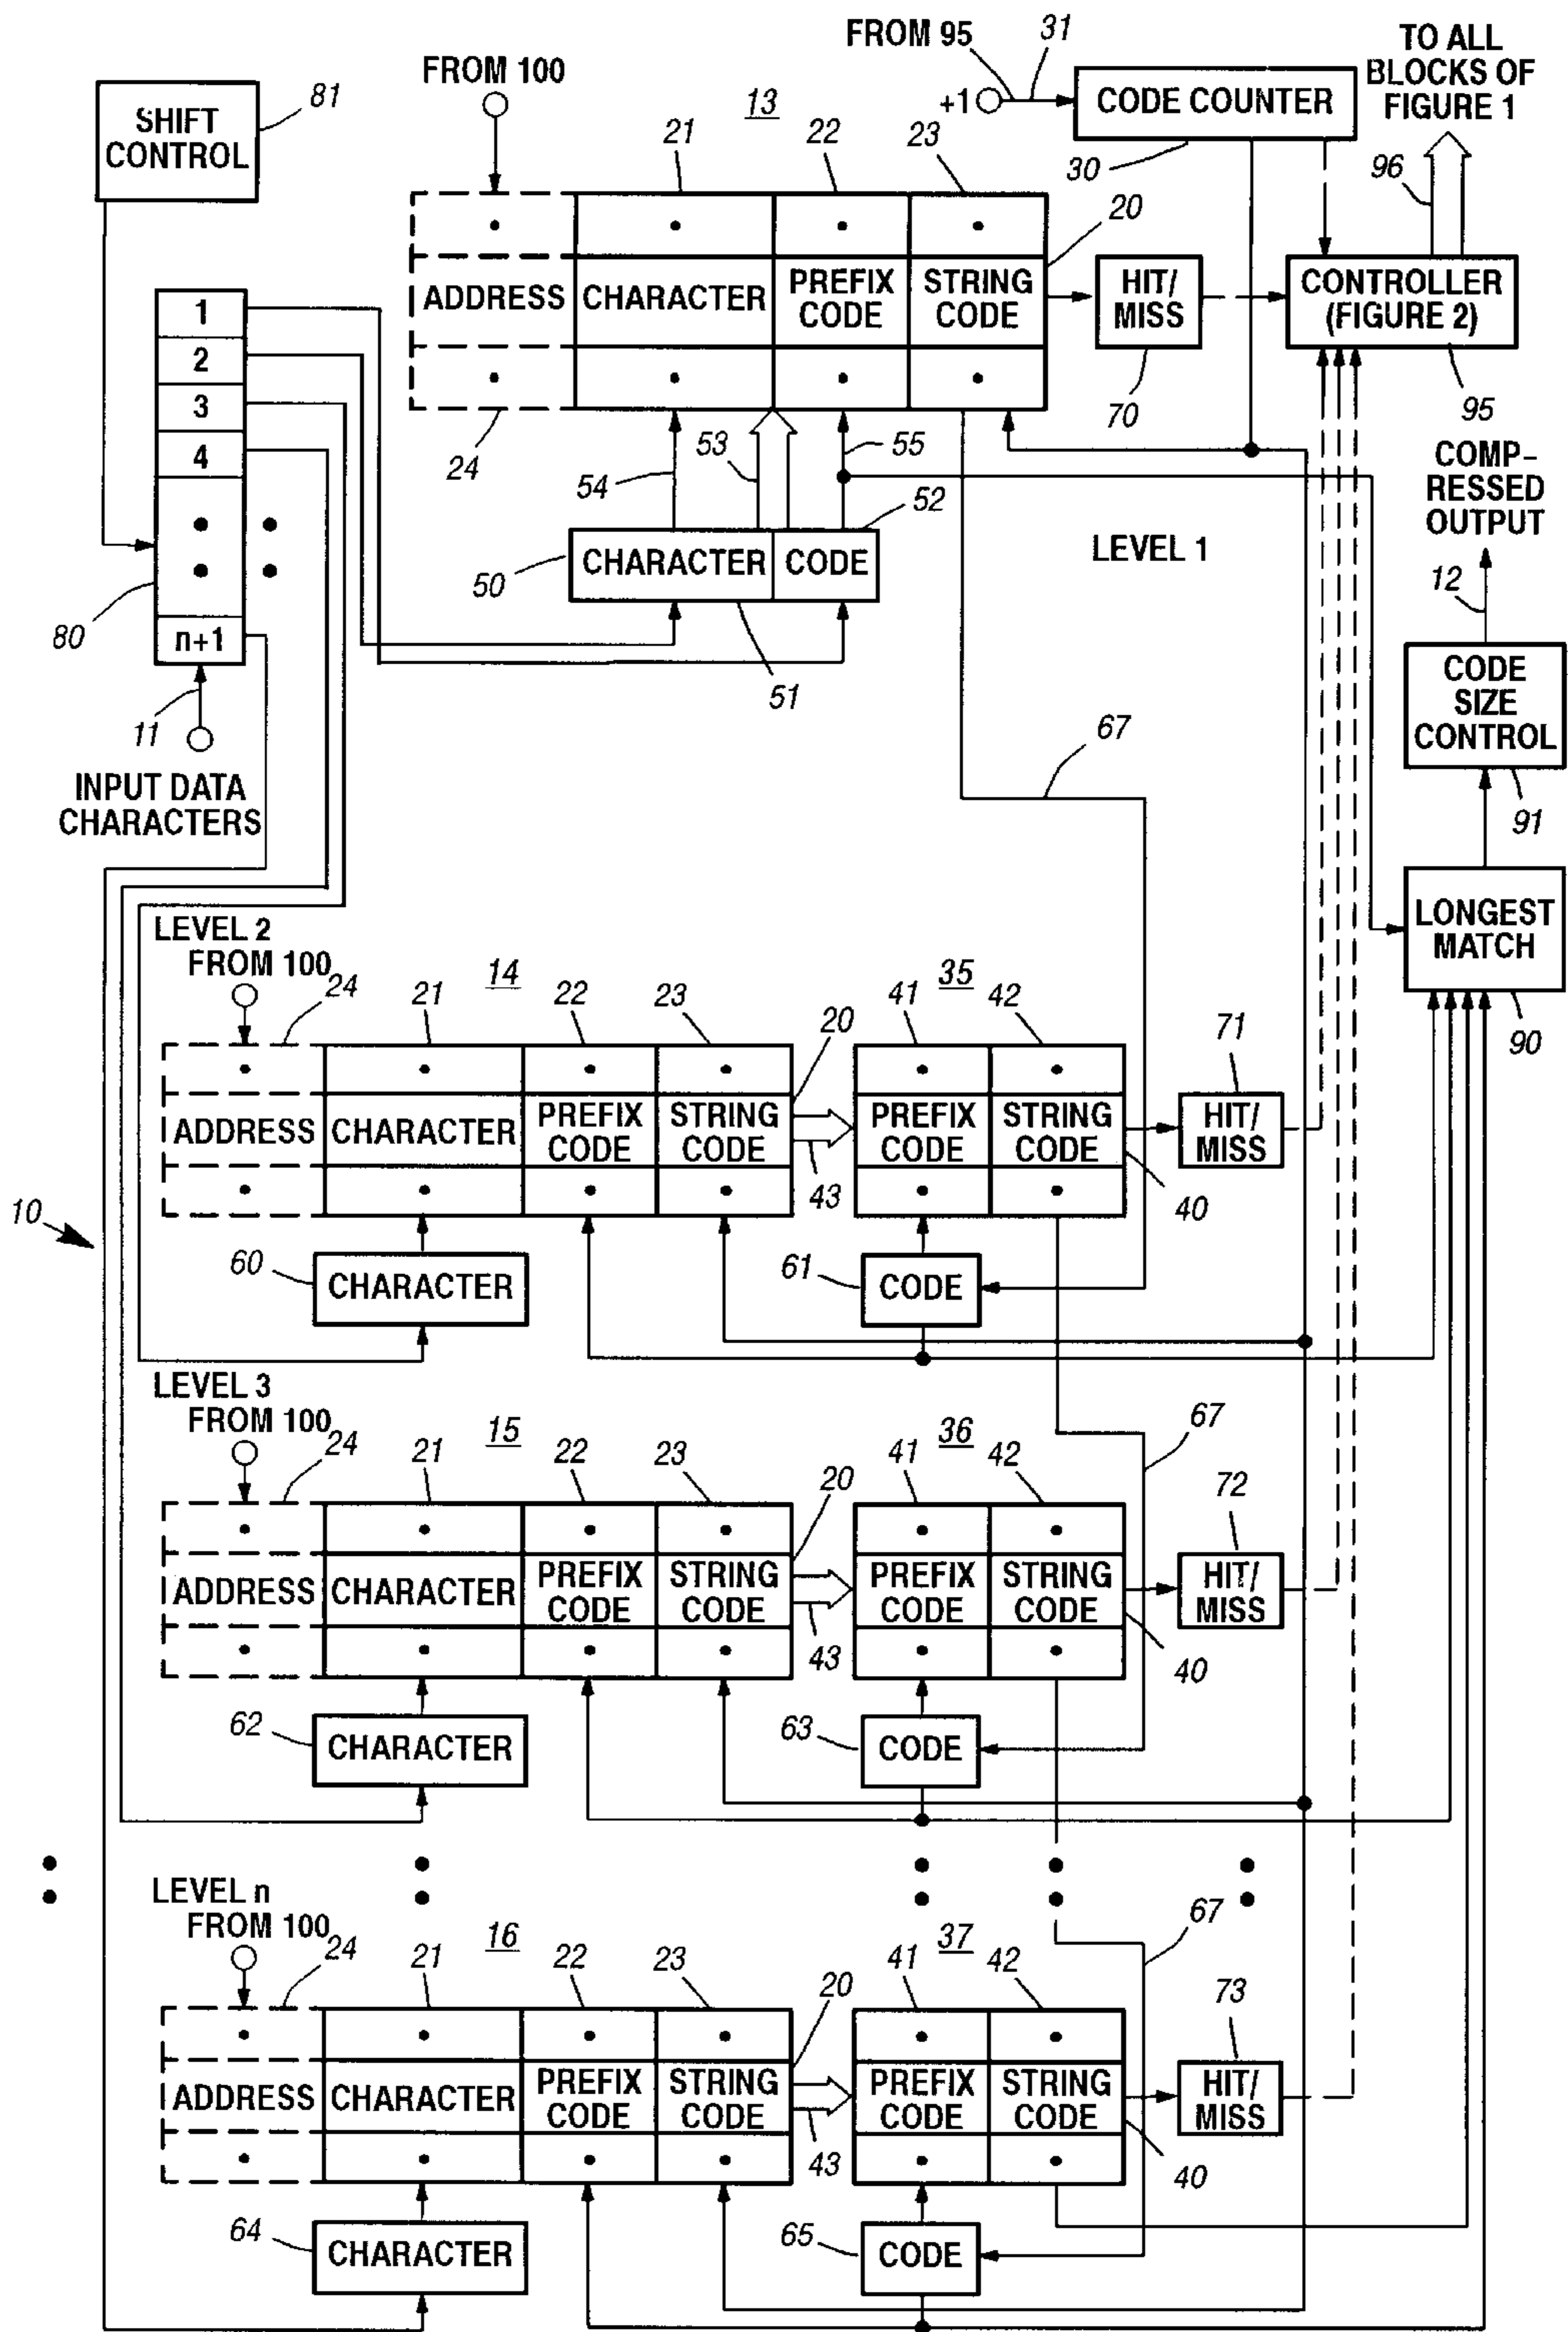 FROM 95
31
TO ALL
BLOCKS OF
FIGURE 1
FROM 100
81
SHIFT
CONTROL
+1
CODE COUNTER
13
21
22
23
30
96
20
1
2
3
4
n+1
ADDRESS
CHARACTER
PREFIX
CODE
STRING
CODE
HIT/
MISS
CONTROLLER
(FIGURE 2)
70
95
24
54
53
55
52
COMP-
RESSED
OUTPUT
LEVEL 1
50
CHARACTER
CODE
12
80
51
11
INPUT DATA
CHARACTERS
67
CODE
SIZE
CONTROL
91
LONGEST
MATCH
90
LEVEL 2
FROM 100
24
21
14
22
23
20
41
35
42
71
ADDRESS
CHARACTER
PREFIX
CODE
STRING
CODE
43
PREFIX
CODE
STRING
CODE
40
HIT/
MISS
10
60
CHARACTER
61
CODE
LEVEL 3
FROM 100
24
21
15
22
23
20
41
36
42
67
72
ADDRESS
CHARACTER
PREFIX
CODE
STRING
CODE
43
PREFIX
CODE
STRING
CODE
40
HIT/
MISS
62
CHARACTER
63
CODE
LEVEL n
FROM 100
24
21
16
22
23
20
41
37
42
67
73
ADDRESS
CHARACTER
PREFIX
CODE
STRING
CODE
43
PREFIX
CODE
STRING
CODE
40
HIT/
MISS
64
CHARACTER
65
CODE